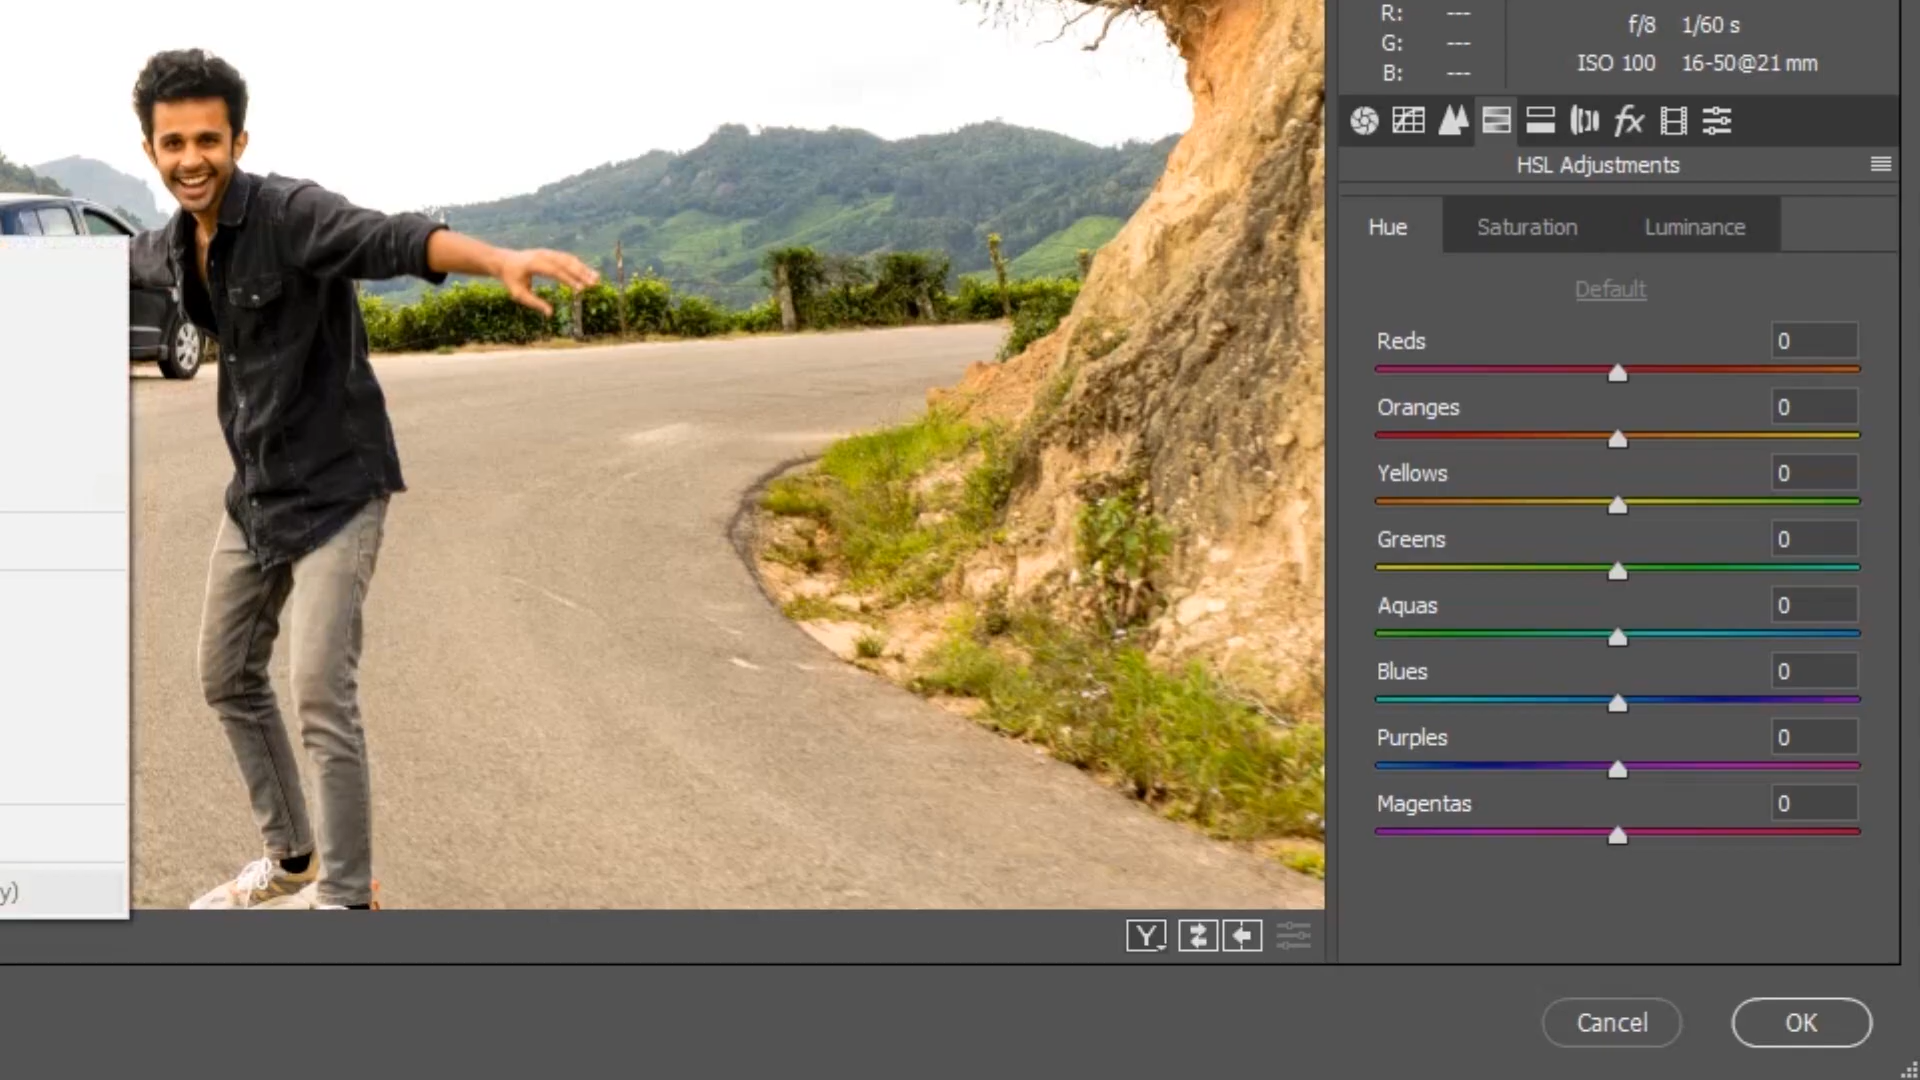 R: ---
G: ---
B: ---
f/8 1/60 s
ISO 100 16-50@21 mm
fx
HSL Adjustments
Hue Saturation Luminance
Default
Reds 0
Oranges 0
Yellows 0
Greens 0
Aquas 0
Blues 0
Purples 0
Magentas 0
y)
Y
Cancel OK